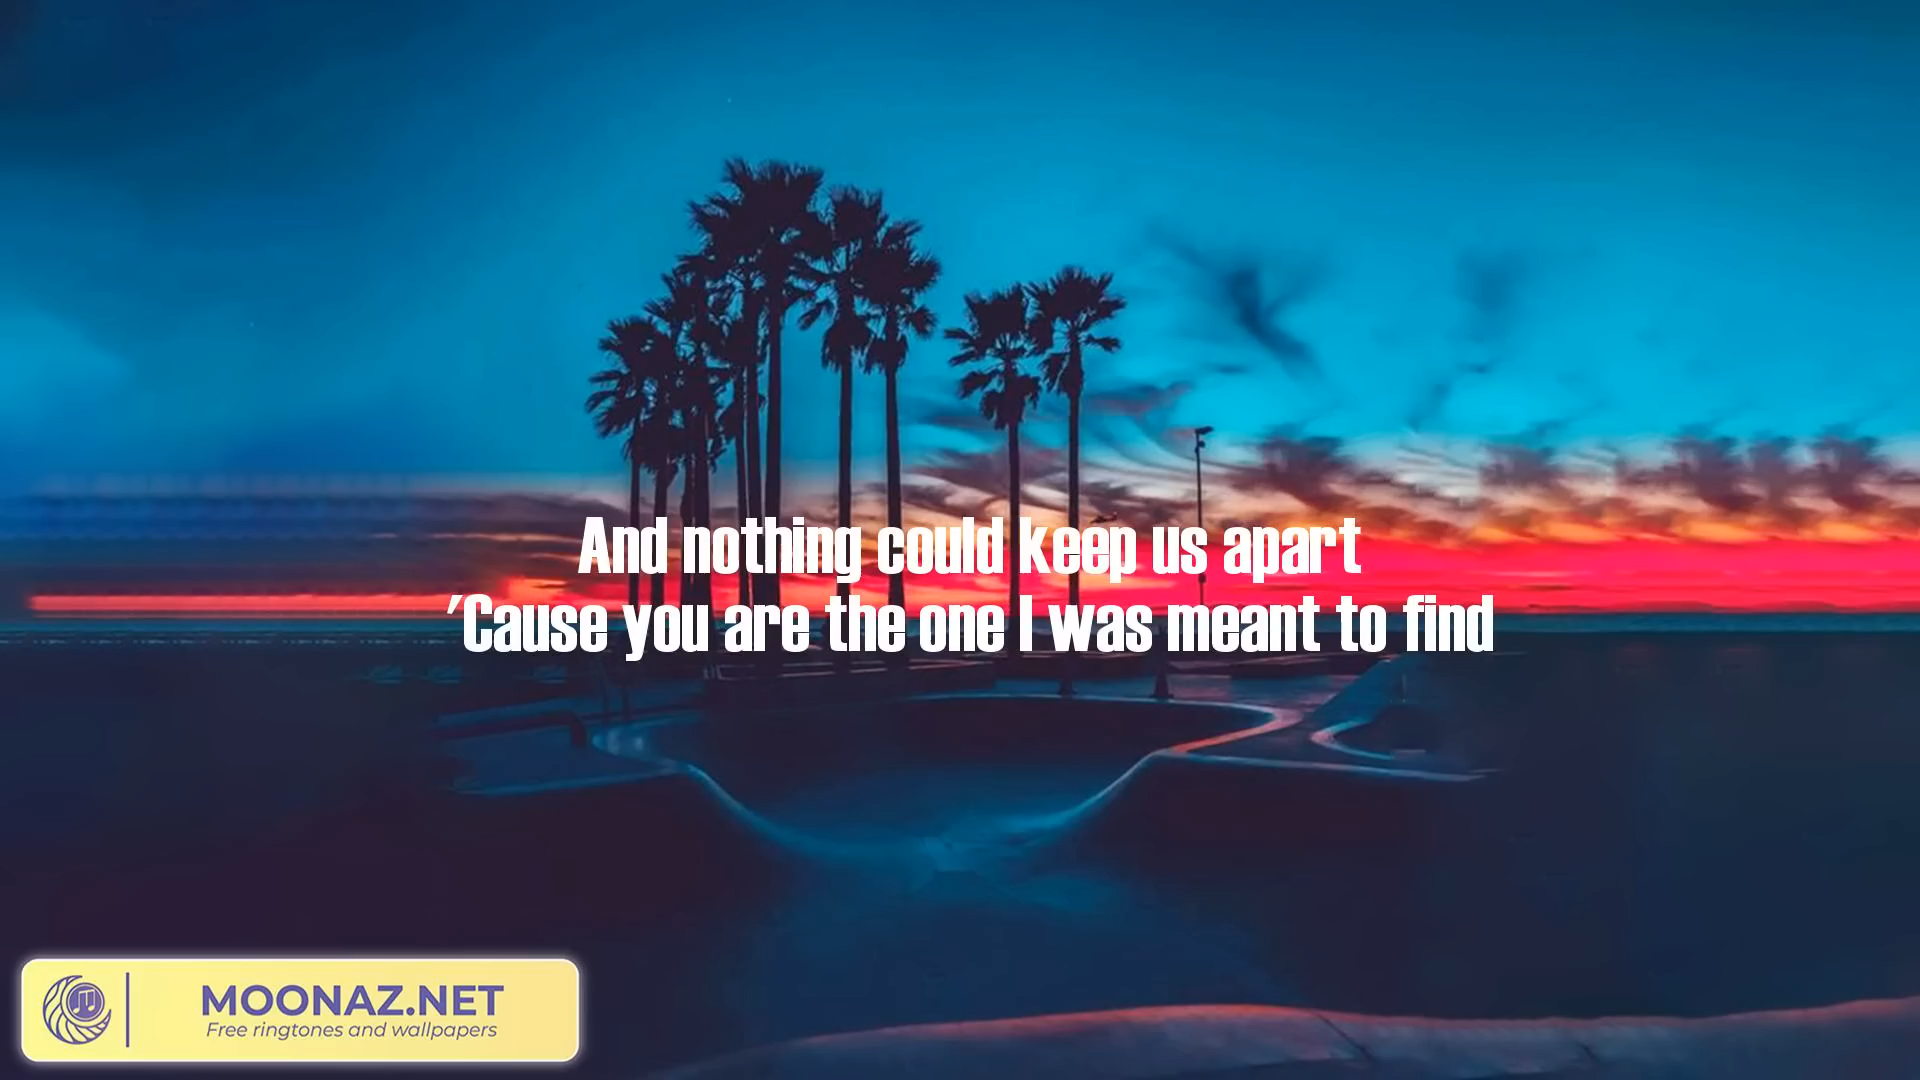 And nothing could keep us apart
'Cause you are the one I was meant to find
MOONAZ.NET
Free ringtones and wallpapers